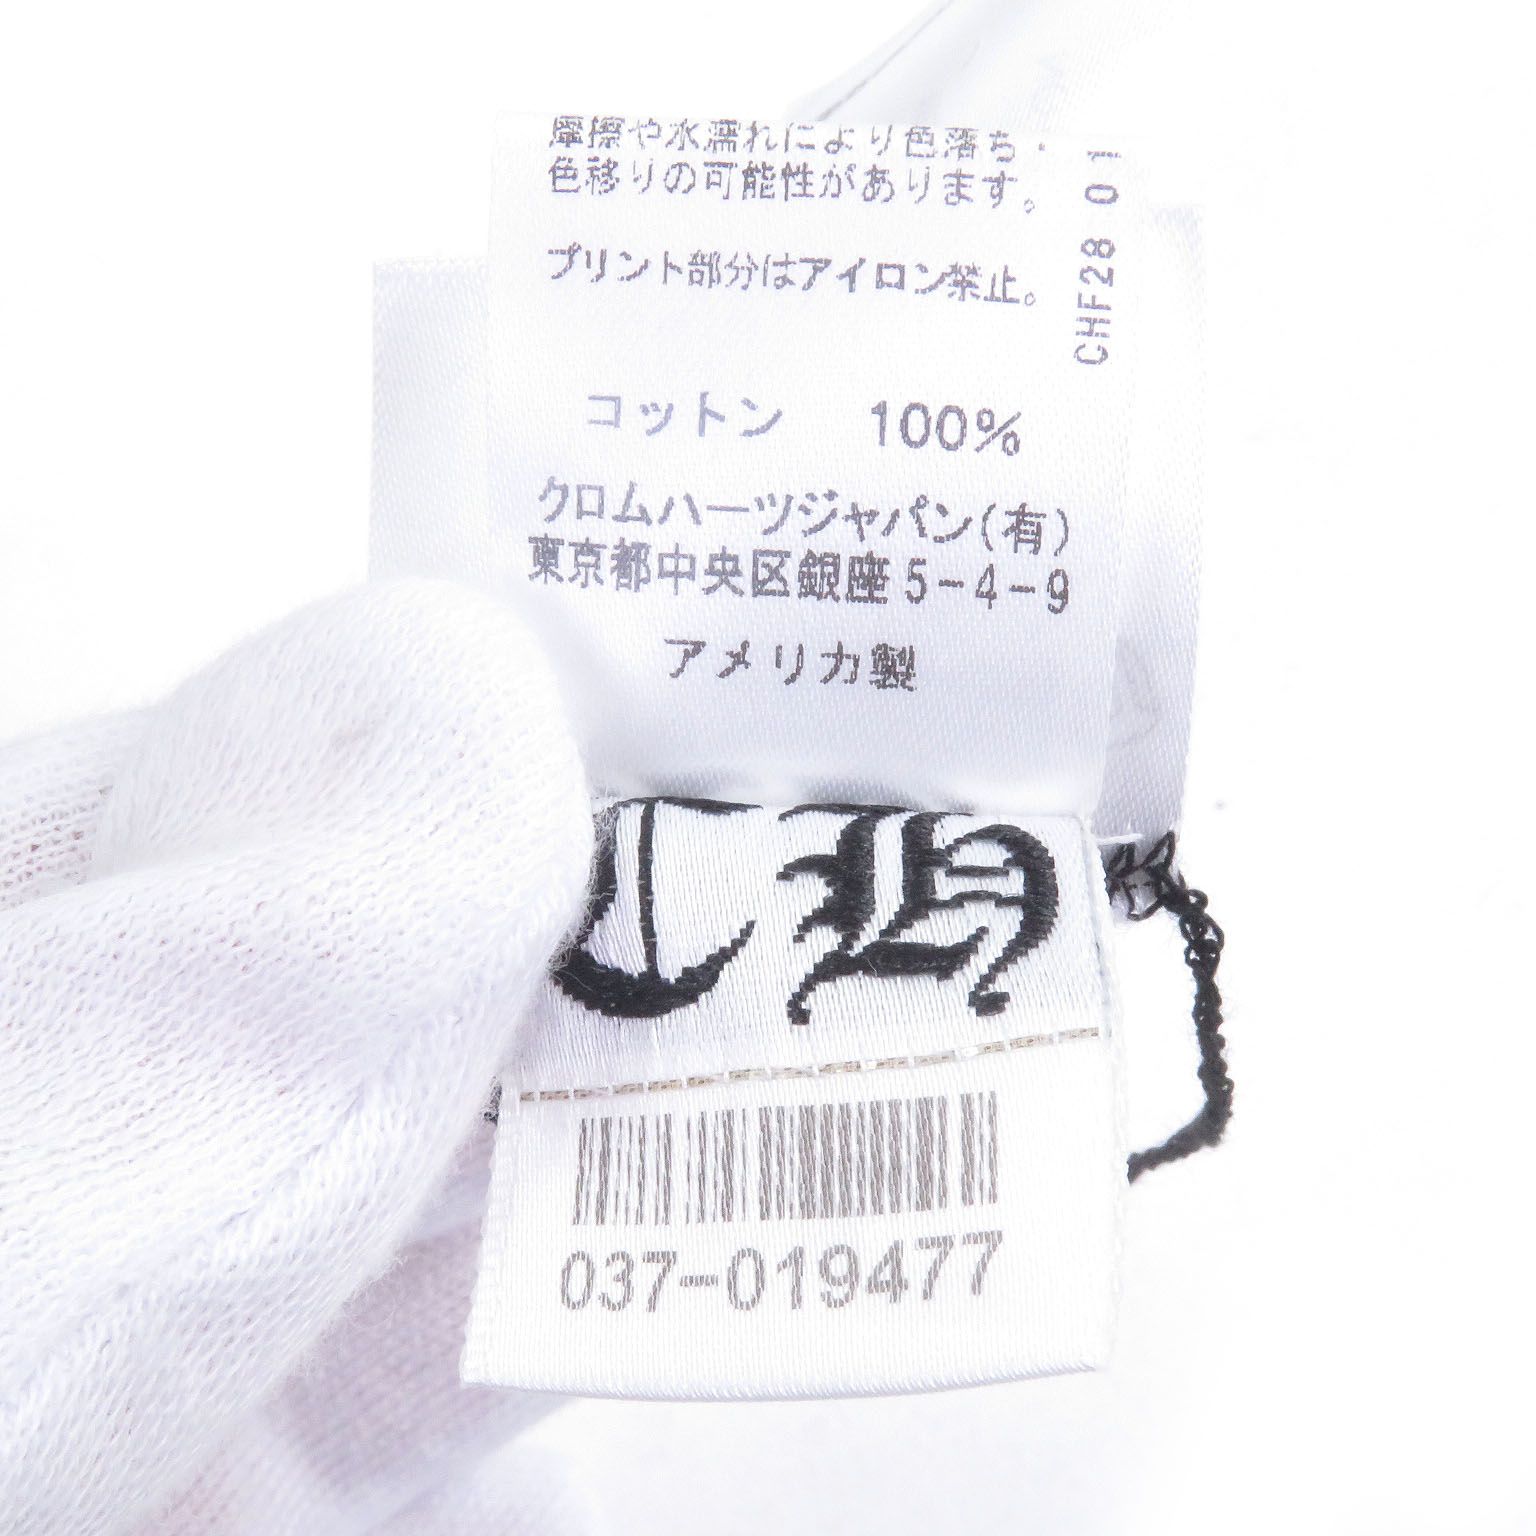 摩擦や水濡れにより色落ち・
色移りの可能性があります。
プリント部分はアイロン禁止。
CHF28 01
コットン 100%
クロムハーツジャパン(有)
東京都中央区銀座5-4-9
アメリカ製
CH
037-019477